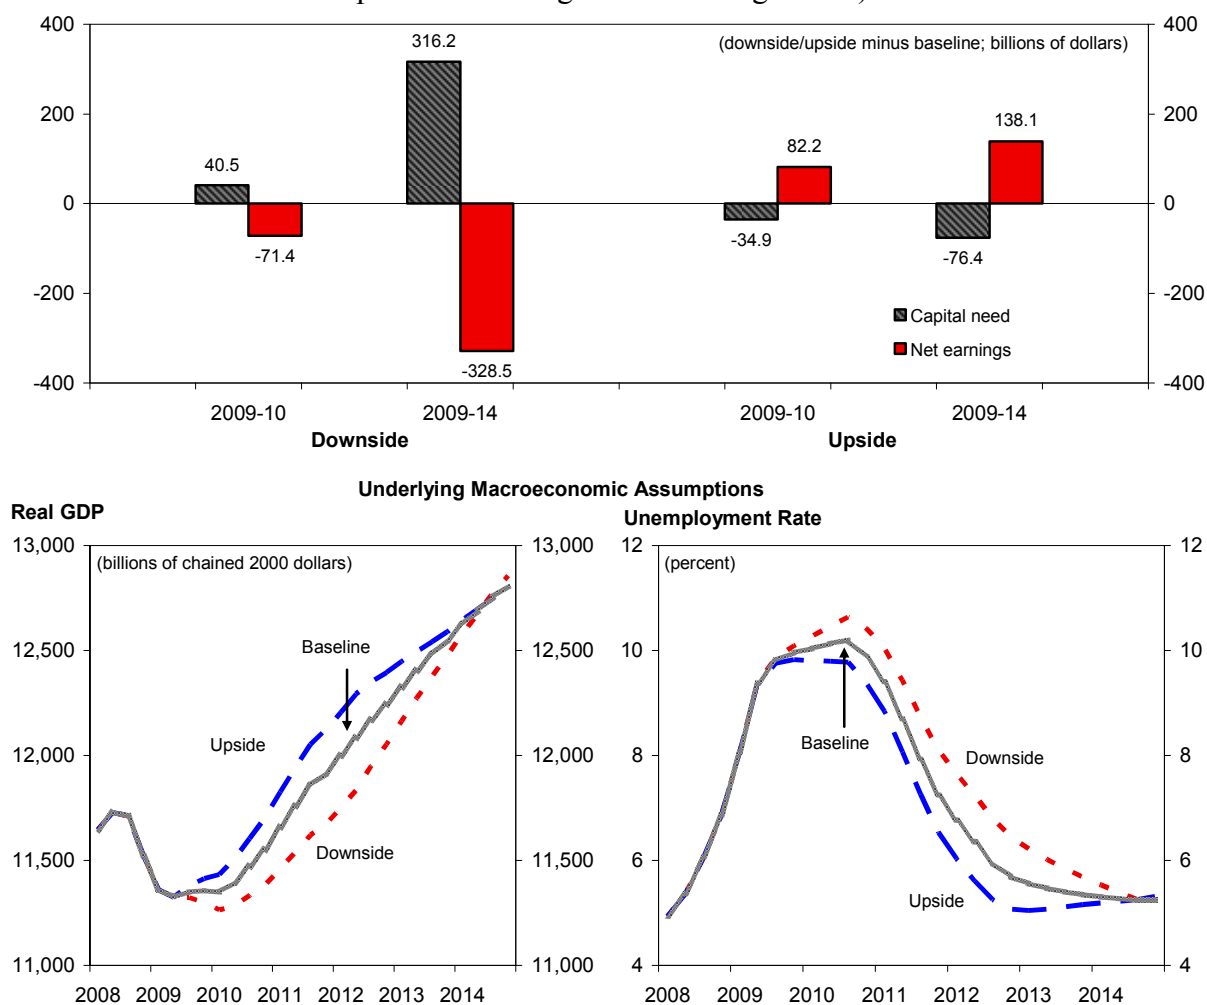 400
316.2
(downside/upside minus baseline; billions of dollars)
400
200
138.1
200
82.2
40.5
0
0
-34.9
-71.4
-76.4
-200
-200
Capital need
Net earnings
-328.5
-400
-400
2009-10
2009-14
2009-10
2009-14
Downside
Upside
Underlying Macroeconomic Assumptions
Real GDP
13,000
(billions of chained 2000 dollars)
13,000
12,500
Baseline
12,500
12,000
Upside
12,000
11,500
Downside
11,500
11,000
11,000
2008 2009 2010 2011 2012 2013 2014
Unemployment Rate
12
(percent)
12
10
10
8
Baseline
Downside
8
6
Upside
6
4
4
2008 2009 2010 2011 2012 2013 2014